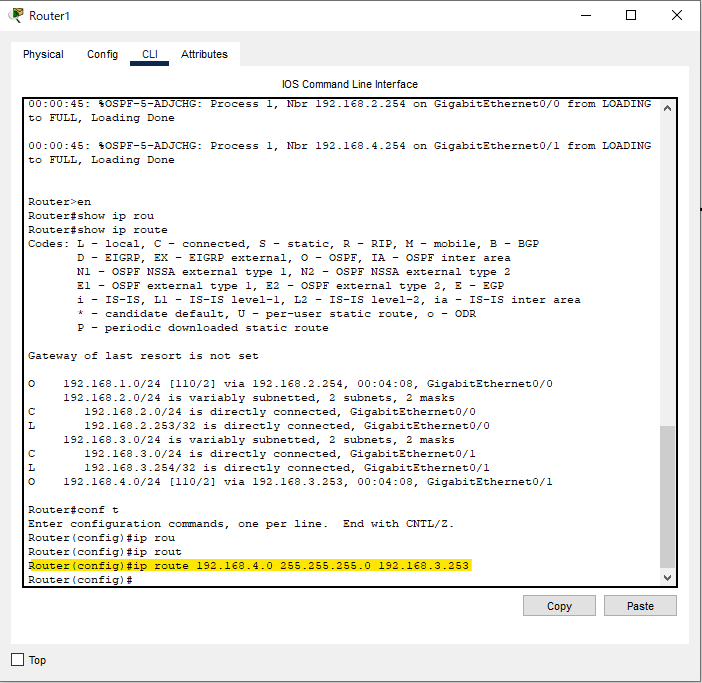 Router1
Physical Config CLI Attributes
IOS Command Line Interface
00:00:45: %OSPF-5-ADJCHG: Process 1, Nbr 192.168.2.254 on GigabitEthernet0/0 from LOADING
to FULL, Loading Done
00:00:45: %OSPF-5-ADJCHG: Process 1, Nbr 192.168.4.254 on GigabitEthernet0/1 from LOADING
to FULL, Loading Done
Router>en
Router#show ip rou
Router#show ip route
Codes: L - local, C - connected, S - static, R - RIP, M - mobile, B - BGP
D - EIGRP, EX - EIGRP external, O - OSPF, IA - OSPF inter area
N1 - OSPF NSSA external type 1, N2 - OSPF NSSA external type 2
E1 - OSPF external type 1, E2 - OSPF external type 2, E - EGP
i - IS-IS, L1 - IS-IS level-1, L2 - IS-IS level-2, ia - IS-IS inter area
* - candidate default, U - per-user static route, o - ODR
P - periodic downloaded static route
Gateway of last resort is not set
O 192.168.1.0/24 [110/2] via 192.168.2.254, 00:04:08, GigabitEthernet0/0
192.168.2.0/24 is variably subnetted, 2 subnets, 2 masks
C 192.168.2.0/24 is directly connected, GigabitEthernet0/0
L 192.168.2.253/32 is directly connected, GigabitEthernet0/0
192.168.3.0/24 is variably subnetted, 2 subnets, 2 masks
C 192.168.3.0/24 is directly connected, GigabitEthernet0/1
L 192.168.3.254/32 is directly connected, GigabitEthernet0/1
O 192.168.4.0/24 [110/2] via 192.168.3.253, 00:04:08, GigabitEthernet0/1
Router#conf t
Enter configuration commands, one per line. End with CNTL/Z.
Router(config)#ip rou
Router(config)#ip rout
Router(config)#ip route 192.168.4.0 255.255.255.0 192.168.3.253
Router(config)#
Copy Paste
Top